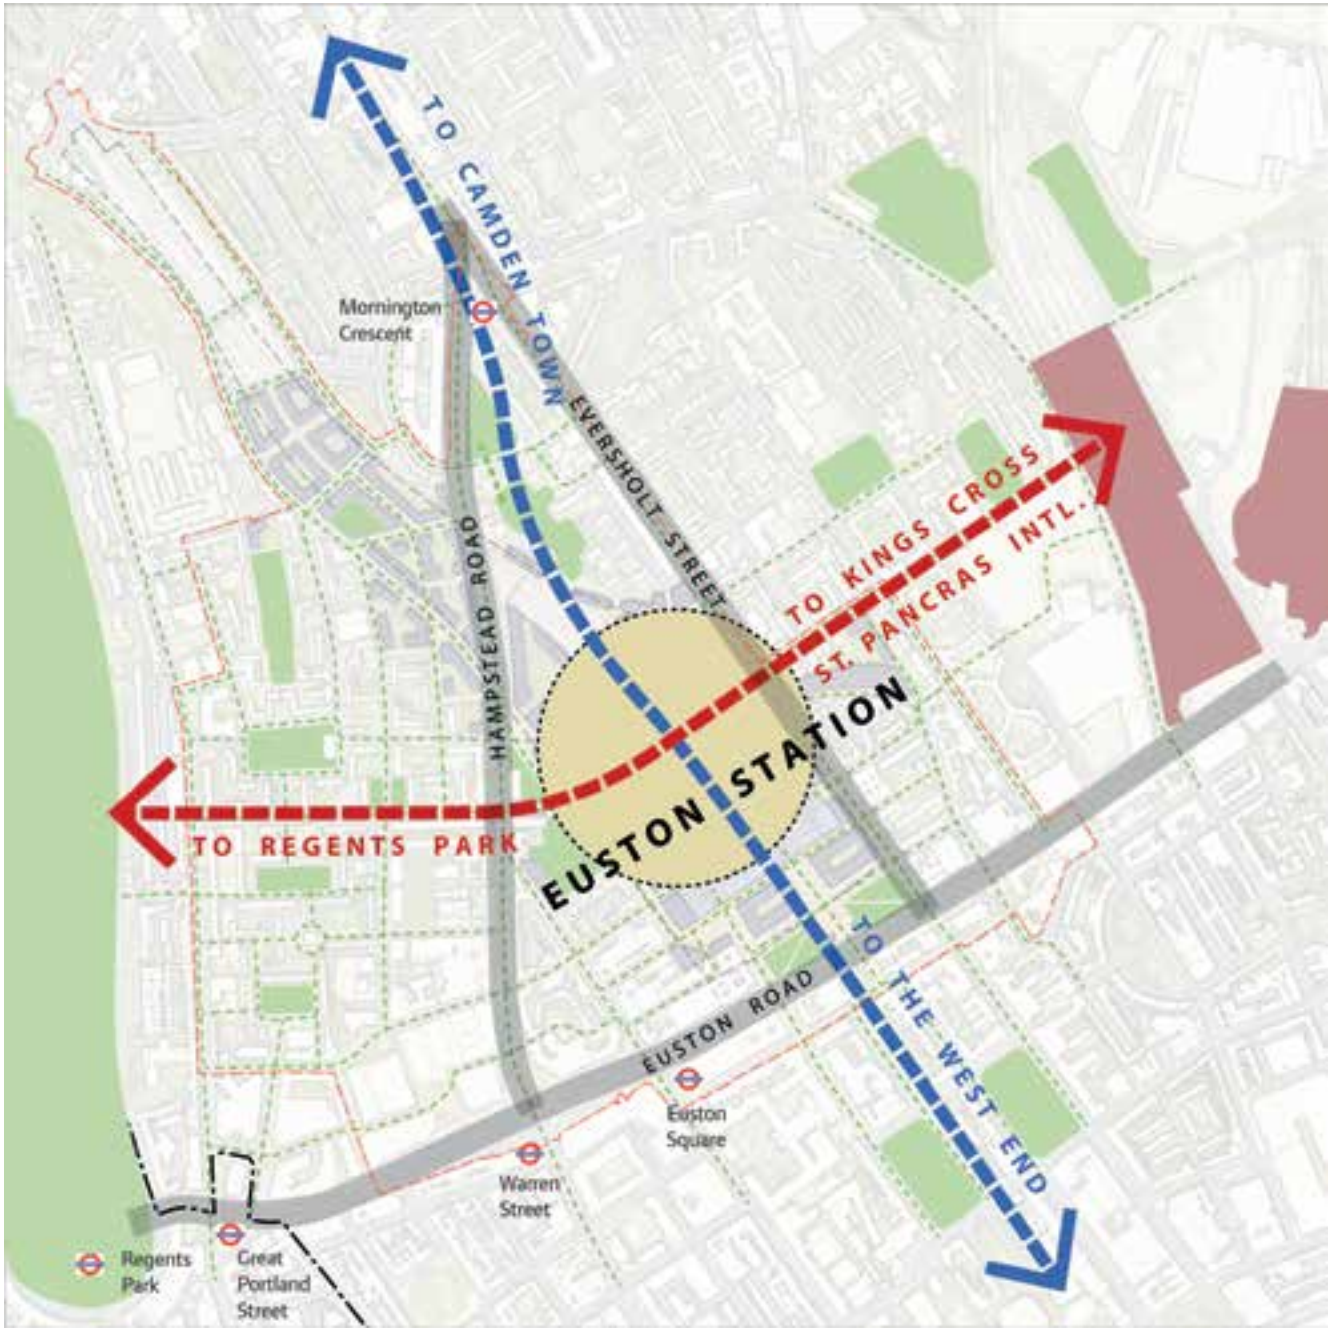 TO CAMDEN TOWN
Mornington
Crescent
EVERSHOLT STREET
HAMPSTEAD ROAD
TO KINGS CROSS
ST. PANCRAS INTL.
EUSTON STATION
TO REGENTS PARK
TO THE WEST END
EUSTON ROAD
Euston
Square
Warren
Street
Regents
Park
Great
Portland
Street